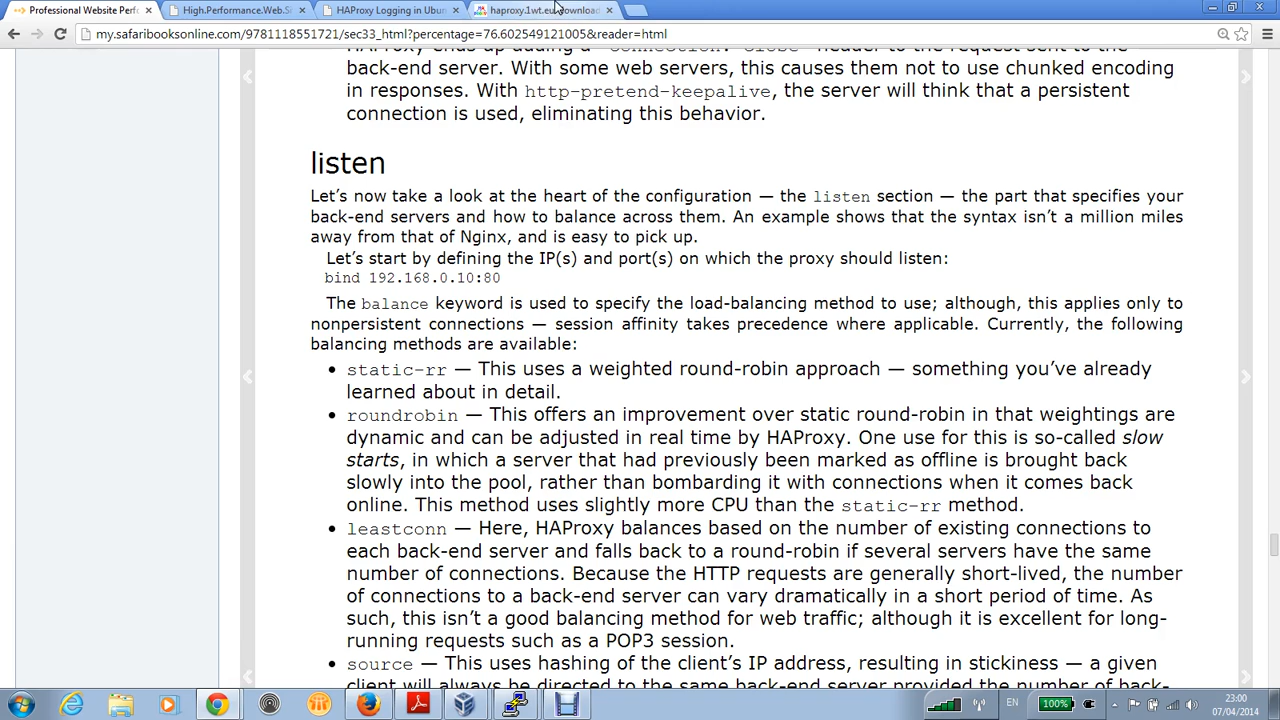 Professional Website Perf
High.Performance.Web.Si
HAProxy Logging in Ubun
haproxy.1wt.eu/download
my.safaribooksonline.com/9781118551721/sec33_html?percentage=76.602549121005&reader=html
HAProxy ends up adding a "Connection: Close" header to the request sent to the
back-end server. With some web servers, this causes them not to use chunked encoding
in responses. With http-pretend-keepalive, the server will think that a persistent
connection is used, eliminating this behavior.
listen
Let’s now take a look at the heart of the configuration — the listen section — the part that specifies your
back-end servers and how to balance across them. An example shows that the syntax isn’t a million miles
away from that of Nginx, and is easy to pick up.
Let’s start by defining the IP(s) and port(s) on which the proxy should listen:
bind 192.168.0.10:80
The balance keyword is used to specify the load-balancing method to use; although, this applies only to
nonpersistent connections — session affinity takes precedence where applicable. Currently, the following
balancing methods are available:
• static-rr — This uses a weighted round-robin approach — something you’ve already
learned about in detail.
• roundrobin — This offers an improvement over static round-robin in that weightings are
dynamic and can be adjusted in real time by HAProxy. One use for this is so-called slow
starts, in which a server that had previously been marked as offline is brought back
slowly into the pool, rather than bombarding it with connections when it comes back
online. This method uses slightly more CPU than the static-rr method.
• leastconn — Here, HAProxy balances based on the number of existing connections to
each back-end server and falls back to a round-robin if several servers have the same
number of connections. Because the HTTP requests are generally short-lived, the number
of connections to a back-end server can vary dramatically in a short period of time. As
such, this isn’t a good balancing method for web traffic; although it is excellent for long-
running requests such as a POP3 session.
• source — This uses hashing of the client’s IP address, resulting in stickiness — a given
client will always be directed to the same back-end server provided the number of back-
EN
100%
23:00
07/04/2014